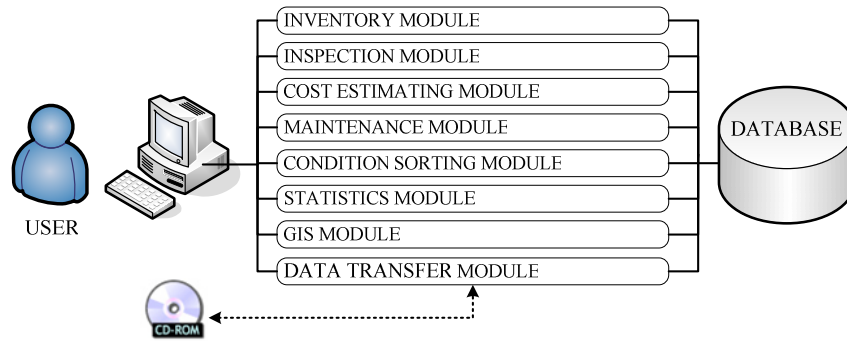 INVENTORY MODULE
INSPECTION MODULE
COST ESTIMATING MODULE
MAINTENANCE MODULE
CONDITION SORTING MODULE
STATISTICS MODULE
GIS MODULE
DATA TRANSFER MODULE
USER
DATABASE
CD-ROM